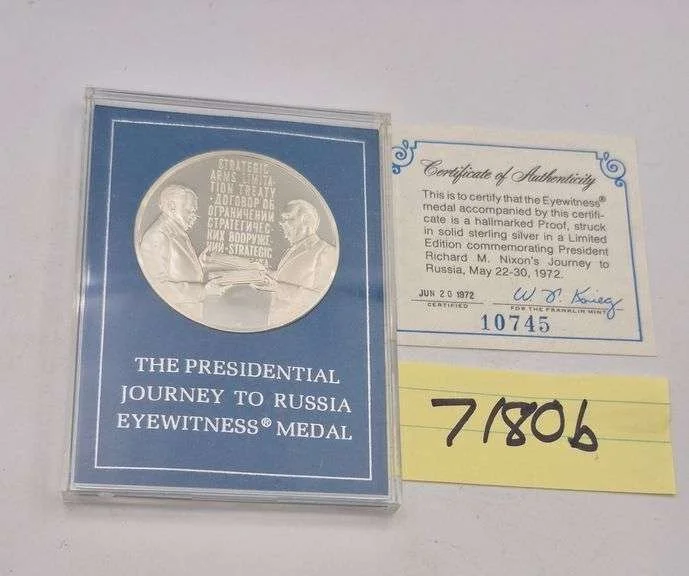 STRATEGIC
ARMS LIMITA
TION TREATY
· ДОГОВОР ОБ
ОГРАНИЧЕНИИ
СТРАТЕГИЧЕС
КИХ ВООРУЖЕ
НИЙ · STRATEGIC
THE PRESIDENTIAL
JOURNEY TO RUSSIA
EYEWITNESS® MEDAL
Certificate of Authenticity
This is to certify that the Eyewitness®
medal accompanied by this certifi-
cate is a hallmarked Proof, struck
in solid sterling silver in a Limited
Edition commemorating President
Richard M. Nixon's Journey to
Russia, May 22-30, 1972.
JUN 20 1972
CERTIFIED
FOR THE FRANKLIN MINT
10745
71806